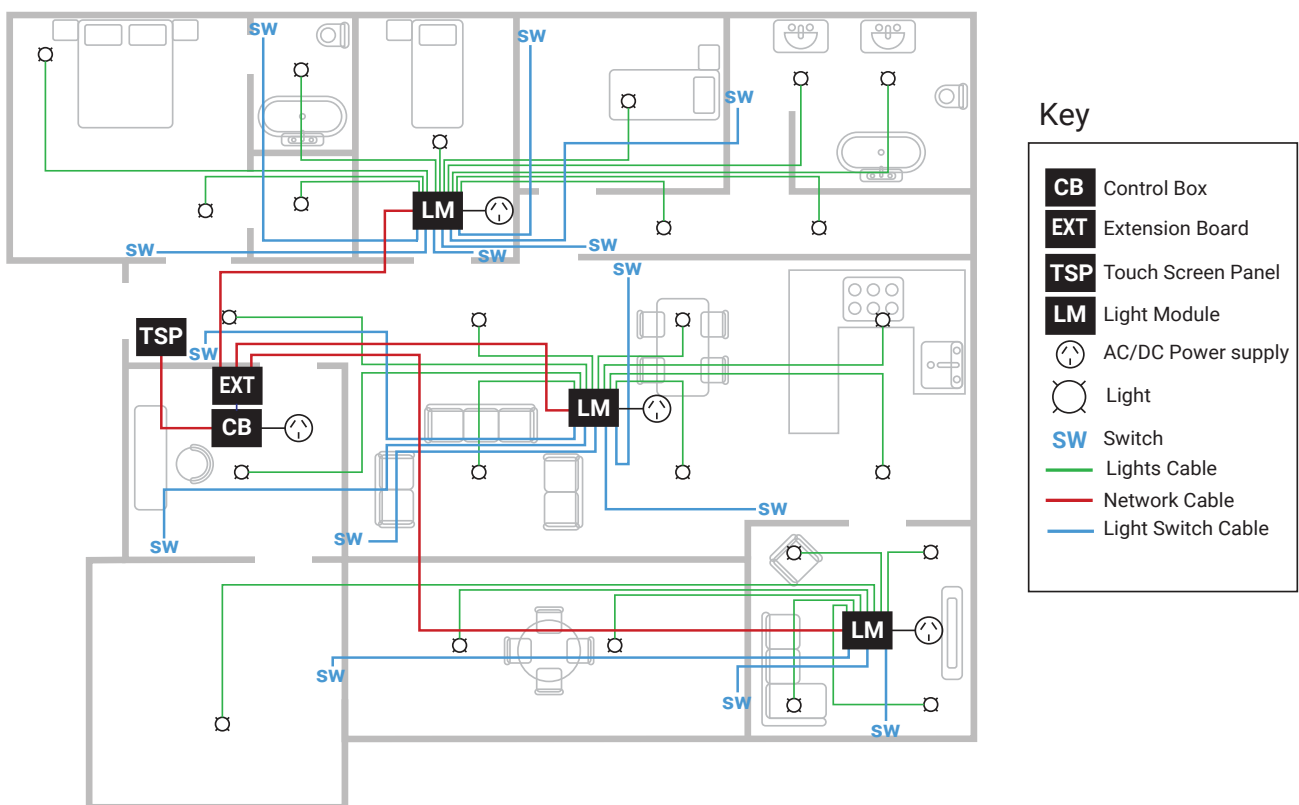 SW
SW
SW
LM
SW
SW
SW
SW
TSP
SW
EXT
CB
LM
SW
SW
SW
LM
SW
SW
SW
Key
CB Control Box
EXT Extension Board
TSP Touch Screen Panel
LM Light Module
AC/DC Power supply
Light
SW Switch
Lights Cable
Network Cable
Light Switch Cable